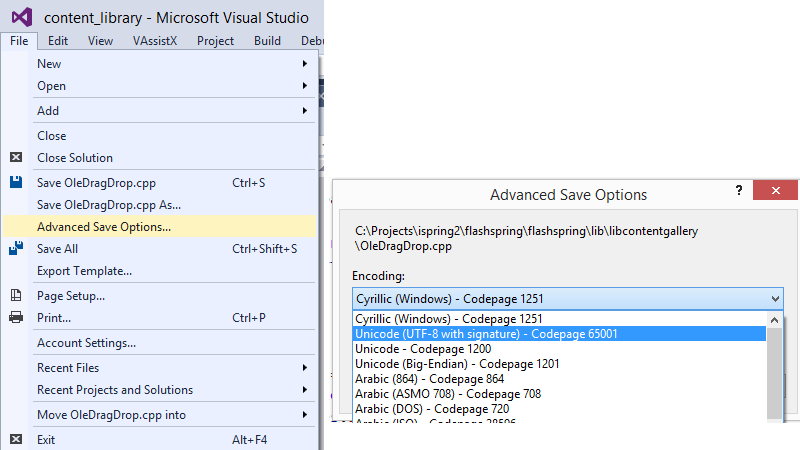 content_library - Microsoft Visual Studio
File Edit View VAssistX Project Build Debu
New
Open
Add
Close
Close Solution
Save OleDragDrop.cpp Ctrl+S
Save OleDragDrop.cpp As...
Advanced Save Options...
Save All Ctrl+Shift+S
Export Template...
Page Setup...
Print... Ctrl+P
Account Settings...
Recent Files
Recent Projects and Solutions
Move OleDragDrop.cpp into
Exit Alt+F4
Advanced Save Options
?
C:\Projects\ispring2\flashspring\flashspring\lib\libcontentgallery
\OleDragDrop.cpp
Encoding:
Cyrillic (Windows) - Codepage 1251
Cyrillic (Windows) - Codepage 1251
Unicode (UTF-8 with signature) - Codepage 65001
Unicode - Codepage 1200
Unicode (Big-Endian) - Codepage 1201
Arabic (864) - Codepage 864
Arabic (ASMO 708) - Codepage 708
Arabic (DOS) - Codepage 720
Arabic (ISO) - Codepage 28596